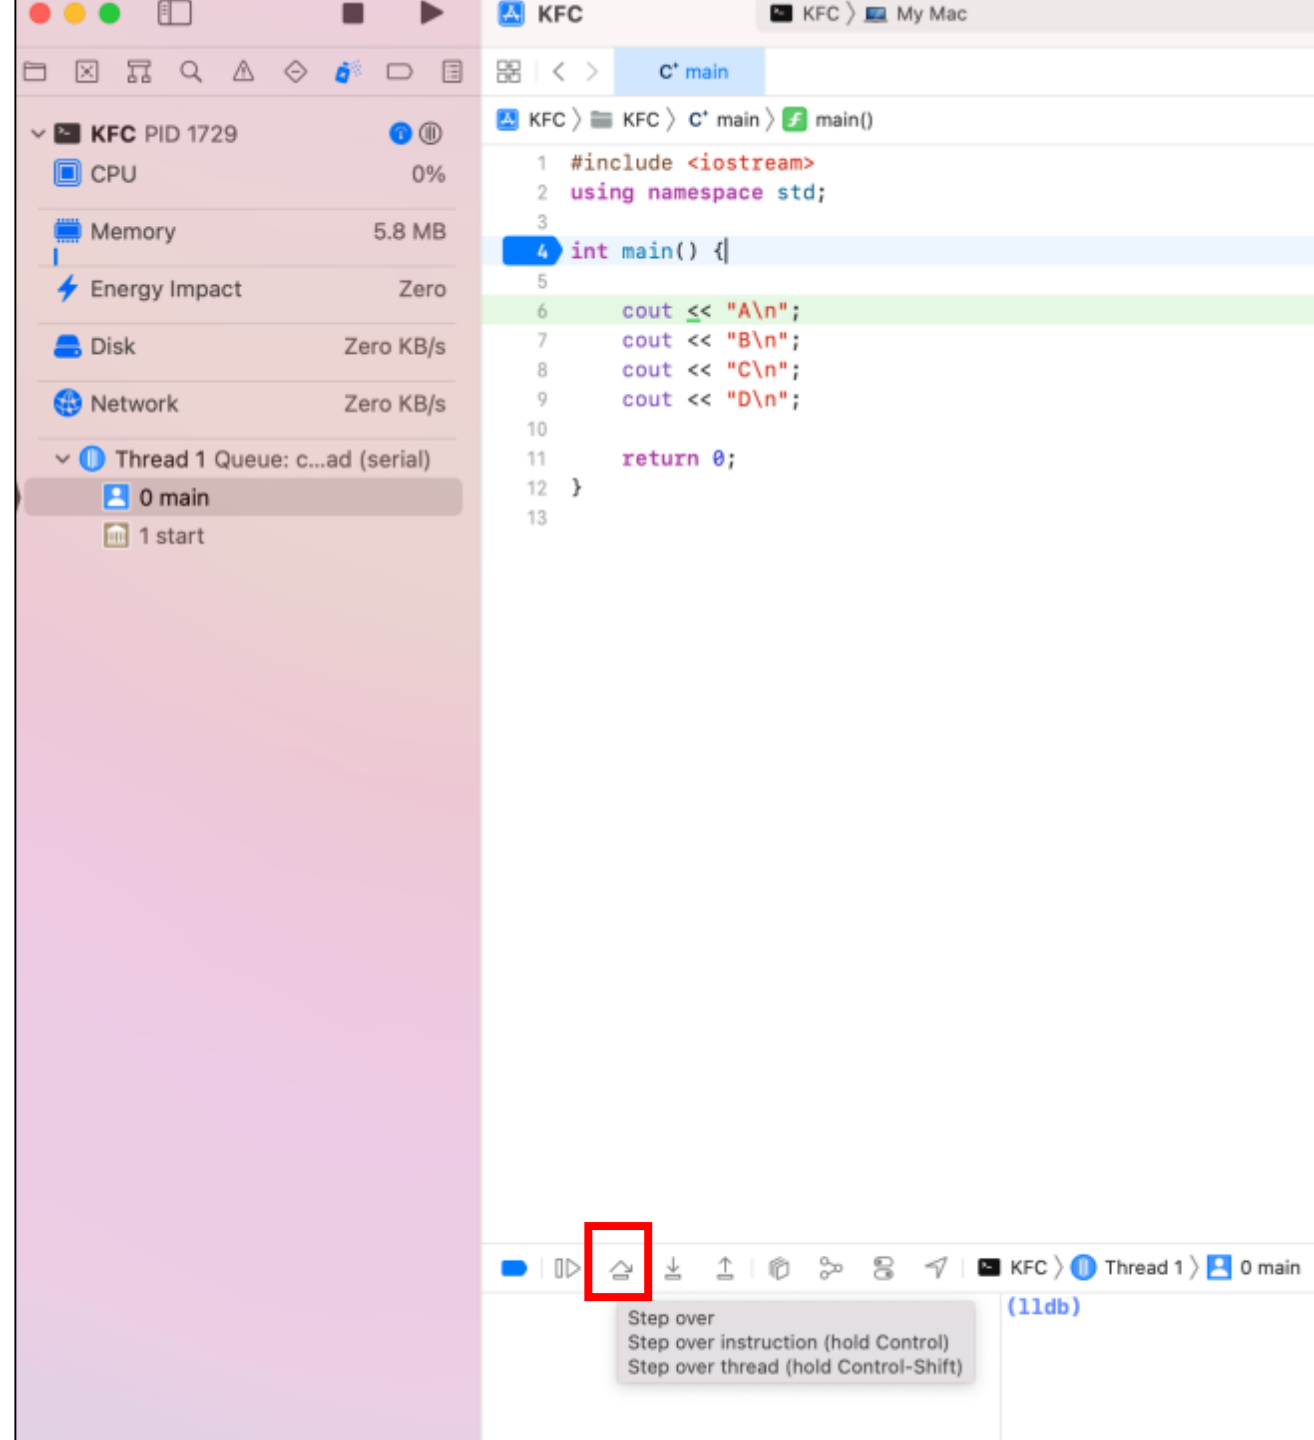 KFC
KFC 〉 My Mac
C⁺ main
KFC 〉 KFC 〉 C⁺ main 〉 f main()
KFC PID 1729
CPU 0%
Memory 5.8 MB
Energy Impact Zero
Disk Zero KB/s
Network Zero KB/s
Thread 1 Queue: c...ad (serial)
0 main
1 start
1 #include <iostream>
2 using namespace std;
3
4 int main() {
5
6     cout << "A\n";
7     cout << "B\n";
8     cout << "C\n";
9     cout << "D\n";
10
11     return 0;
12 }
13
KFC 〉 Thread 1 〉 0 main
Step over
Step over instruction (hold Control)
Step over thread (hold Control-Shift)
(lldb)